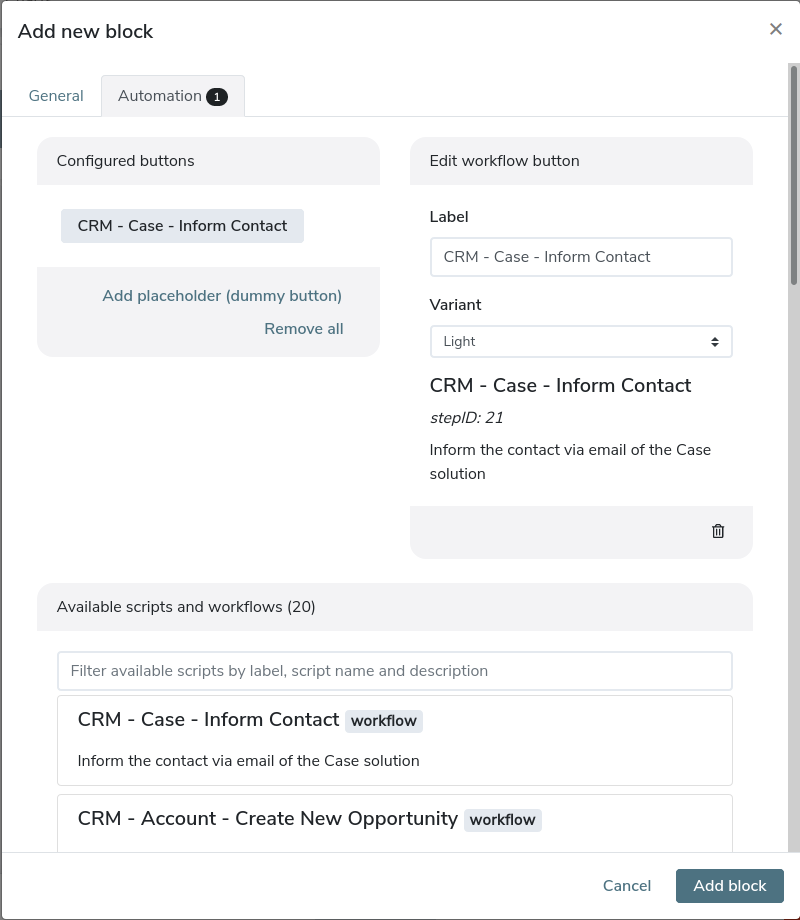 Add new block
General
Automation 1
Configured buttons
CRM - Case - Inform Contact
Add placeholder (dummy button)
Remove all
Edit workflow button
Label
CRM - Case - Inform Contact
Variant
Light
CRM - Case - Inform Contact
stepID: 21
Inform the contact via email of the Case
solution
Available scripts and workflows (20)
Filter available scripts by label, script name and description
CRM - Case - Inform Contact workflow
Inform the contact via email of the Case solution
CRM - Account - Create New Opportunity workflow
Cancel
Add block